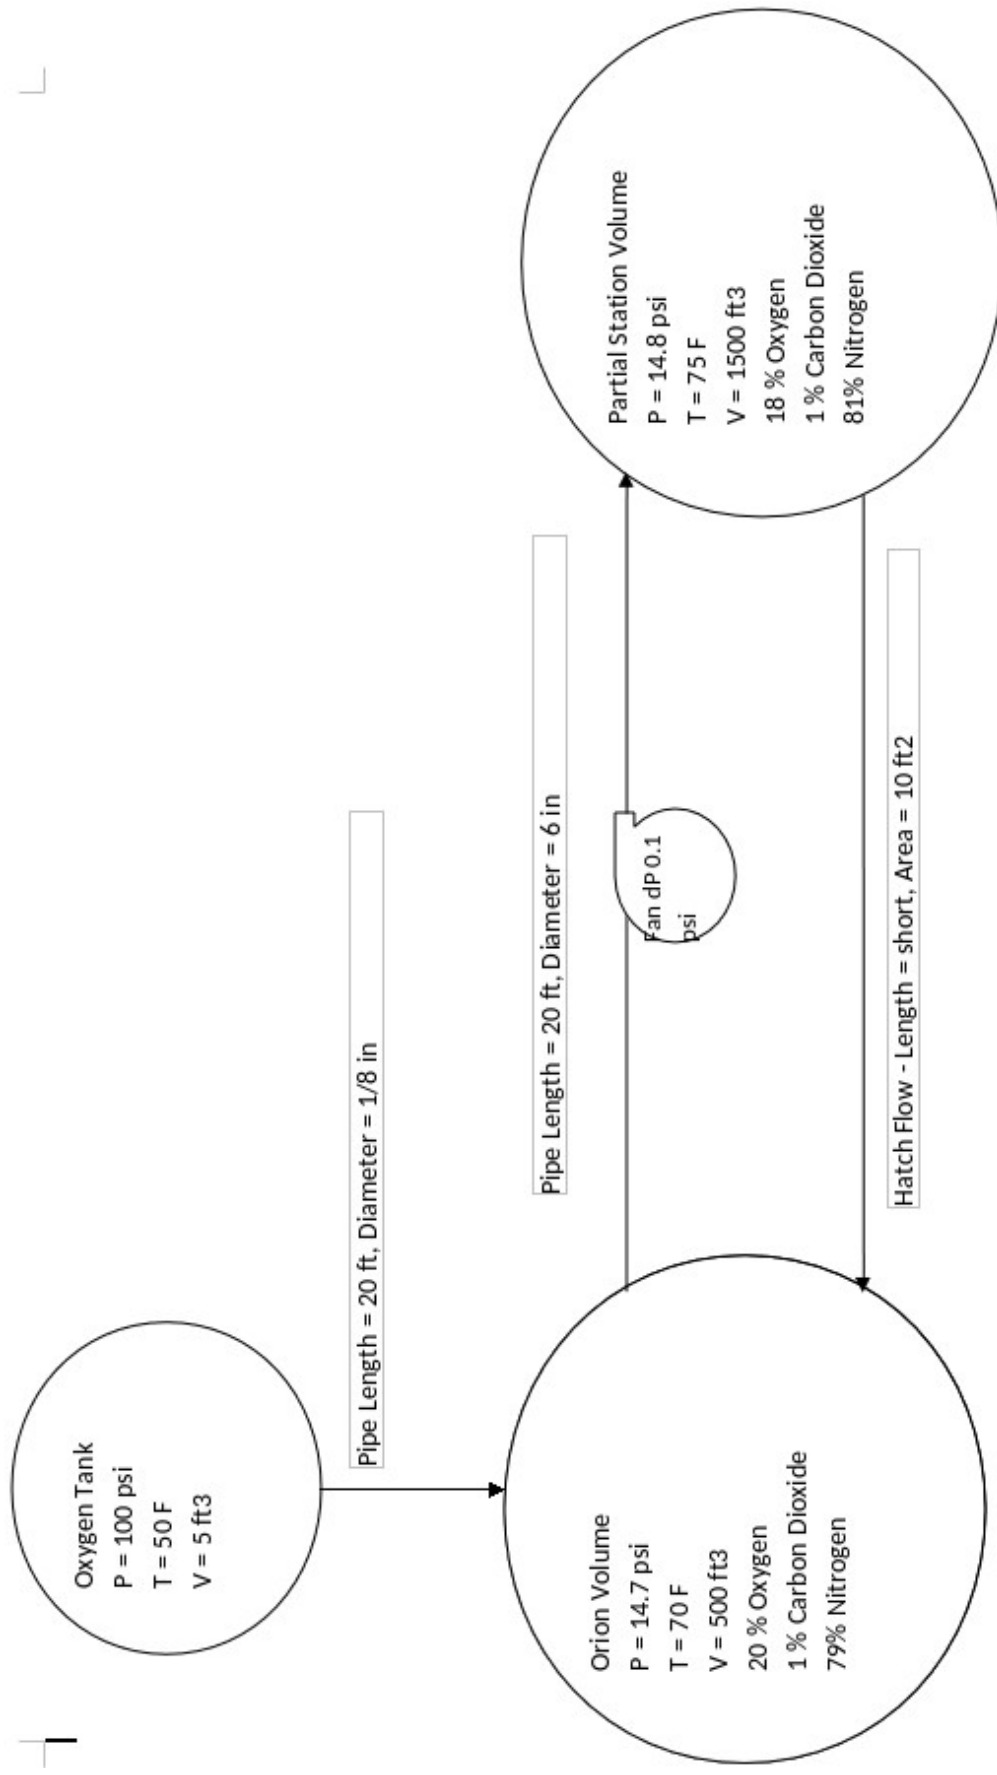 Oxygen Tank
P = 100 psi
T = 50 F
V = 5 ft3
Pipe Length = 20 ft, Diameter = 1/8 in
Orion Volume
P = 14.7 psi
T = 70 F
V = 500 ft3
20 % Oxygen
1 % Carbon Dioxide
79% Nitrogen
Pipe Length = 20 ft, Diameter = 6 in
Fan dP 0.1
psi
Hatch Flow - Length = short, Area = 10 ft2
Partial Station Volume
P = 14.8 psi
T = 75 F
V = 1500 ft3
18 % Oxygen
1 % Carbon Dioxide
81% Nitrogen